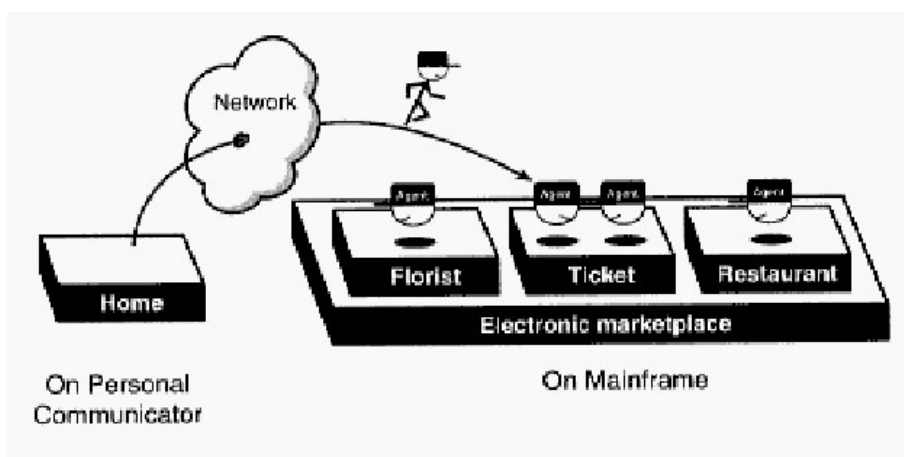 Network
Agent
Agent
Agent
Agent
Florist
Ticket
Restaurant
Home
Electronic marketplace
On Personal
Communicator
On Mainframe